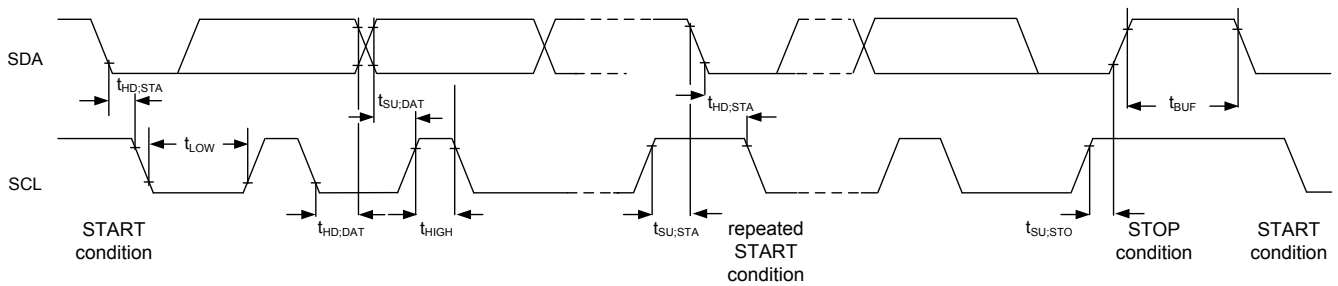 SDA
tHD;STA
tSU;DAT
tHD;STA
tBUF
tLOW
SCL
START
condition
tHD;DAT
tHIGH
tSU;STA
repeated
START
condition
tSU;STO
STOP
condition
START
condition